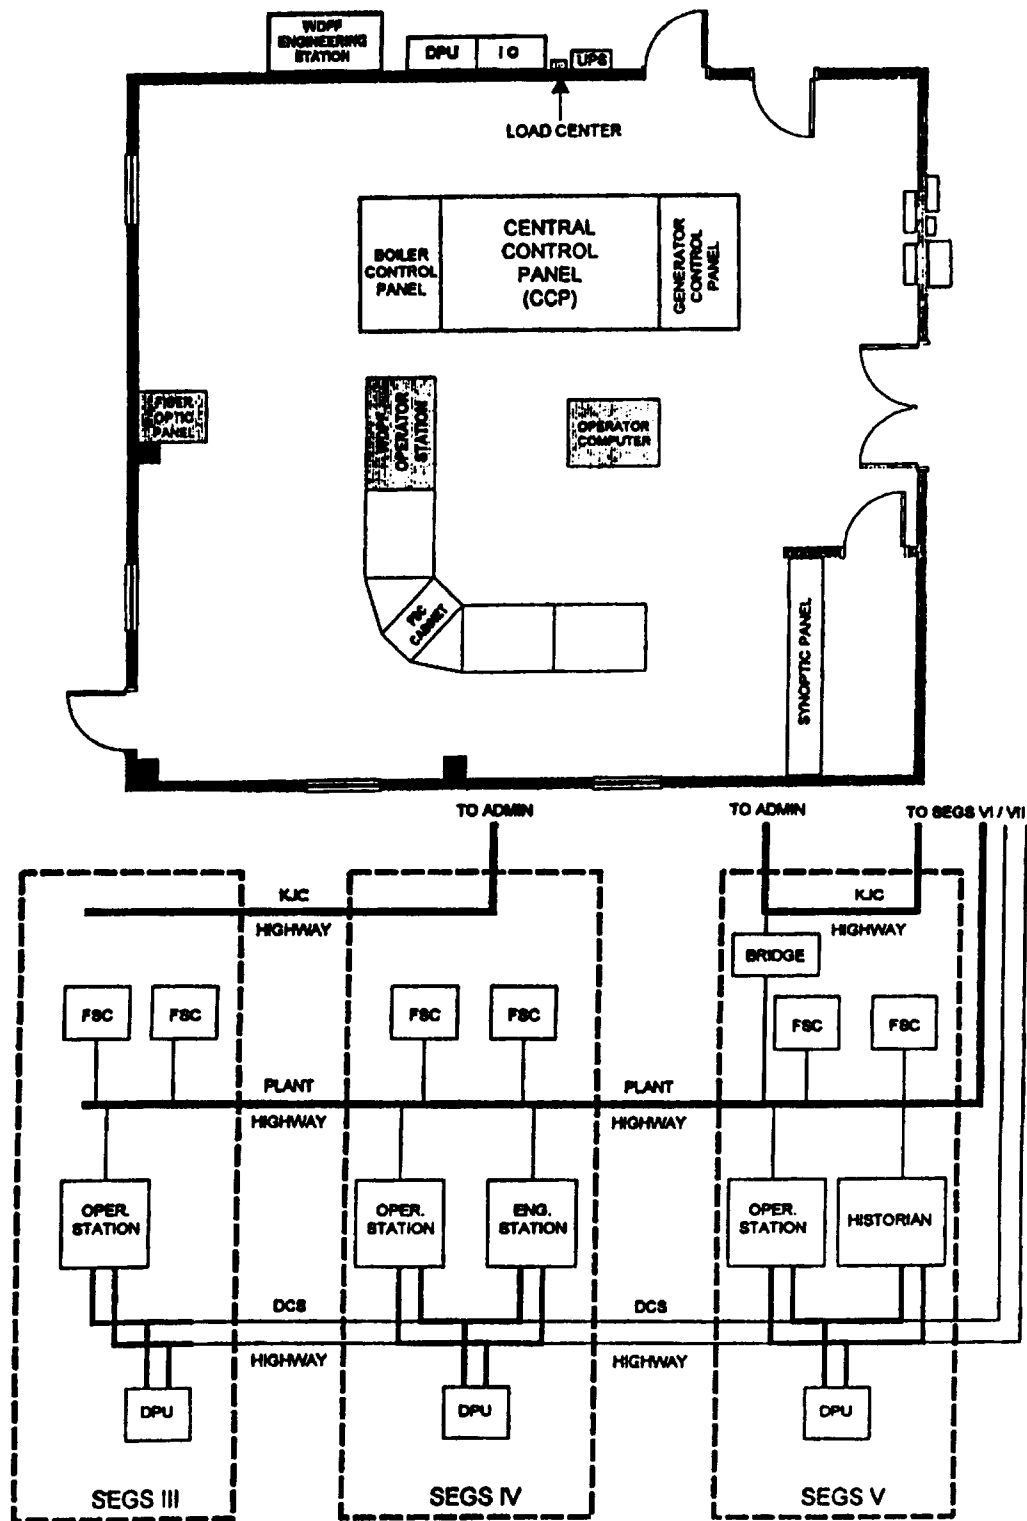 WDPF
ENGINEERING
STATION
DPU
I O
UPS
LOAD CENTER
BOILER
CONTROL
PANEL
CENTRAL
CONTROL
PANEL
(CCP)
GENERATOR
CONTROL
PANEL
FIBER
OPTIC
PANEL
WDPF
OPERATOR
STATION
OPERATOR
COMPUTER
CABINET
SYNOPTIC PANEL
TO ADMIN
TO ADMIN
TO SEGS VI / VII
KJC
HIGHWAY
KJC
HIGHWAY
BRIDGE
FSC
FSC
FSC
FSC
FSC
FSC
PLANT
HIGHWAY
PLANT
HIGHWAY
OPER.
STATION
OPER.
STATION
ENG.
STATION
OPER.
STATION
HISTORIAN
DCS
HIGHWAY
DCS
HIGHWAY
DPU
DPU
DPU
SEGS III
SEGS IV
SEGS V